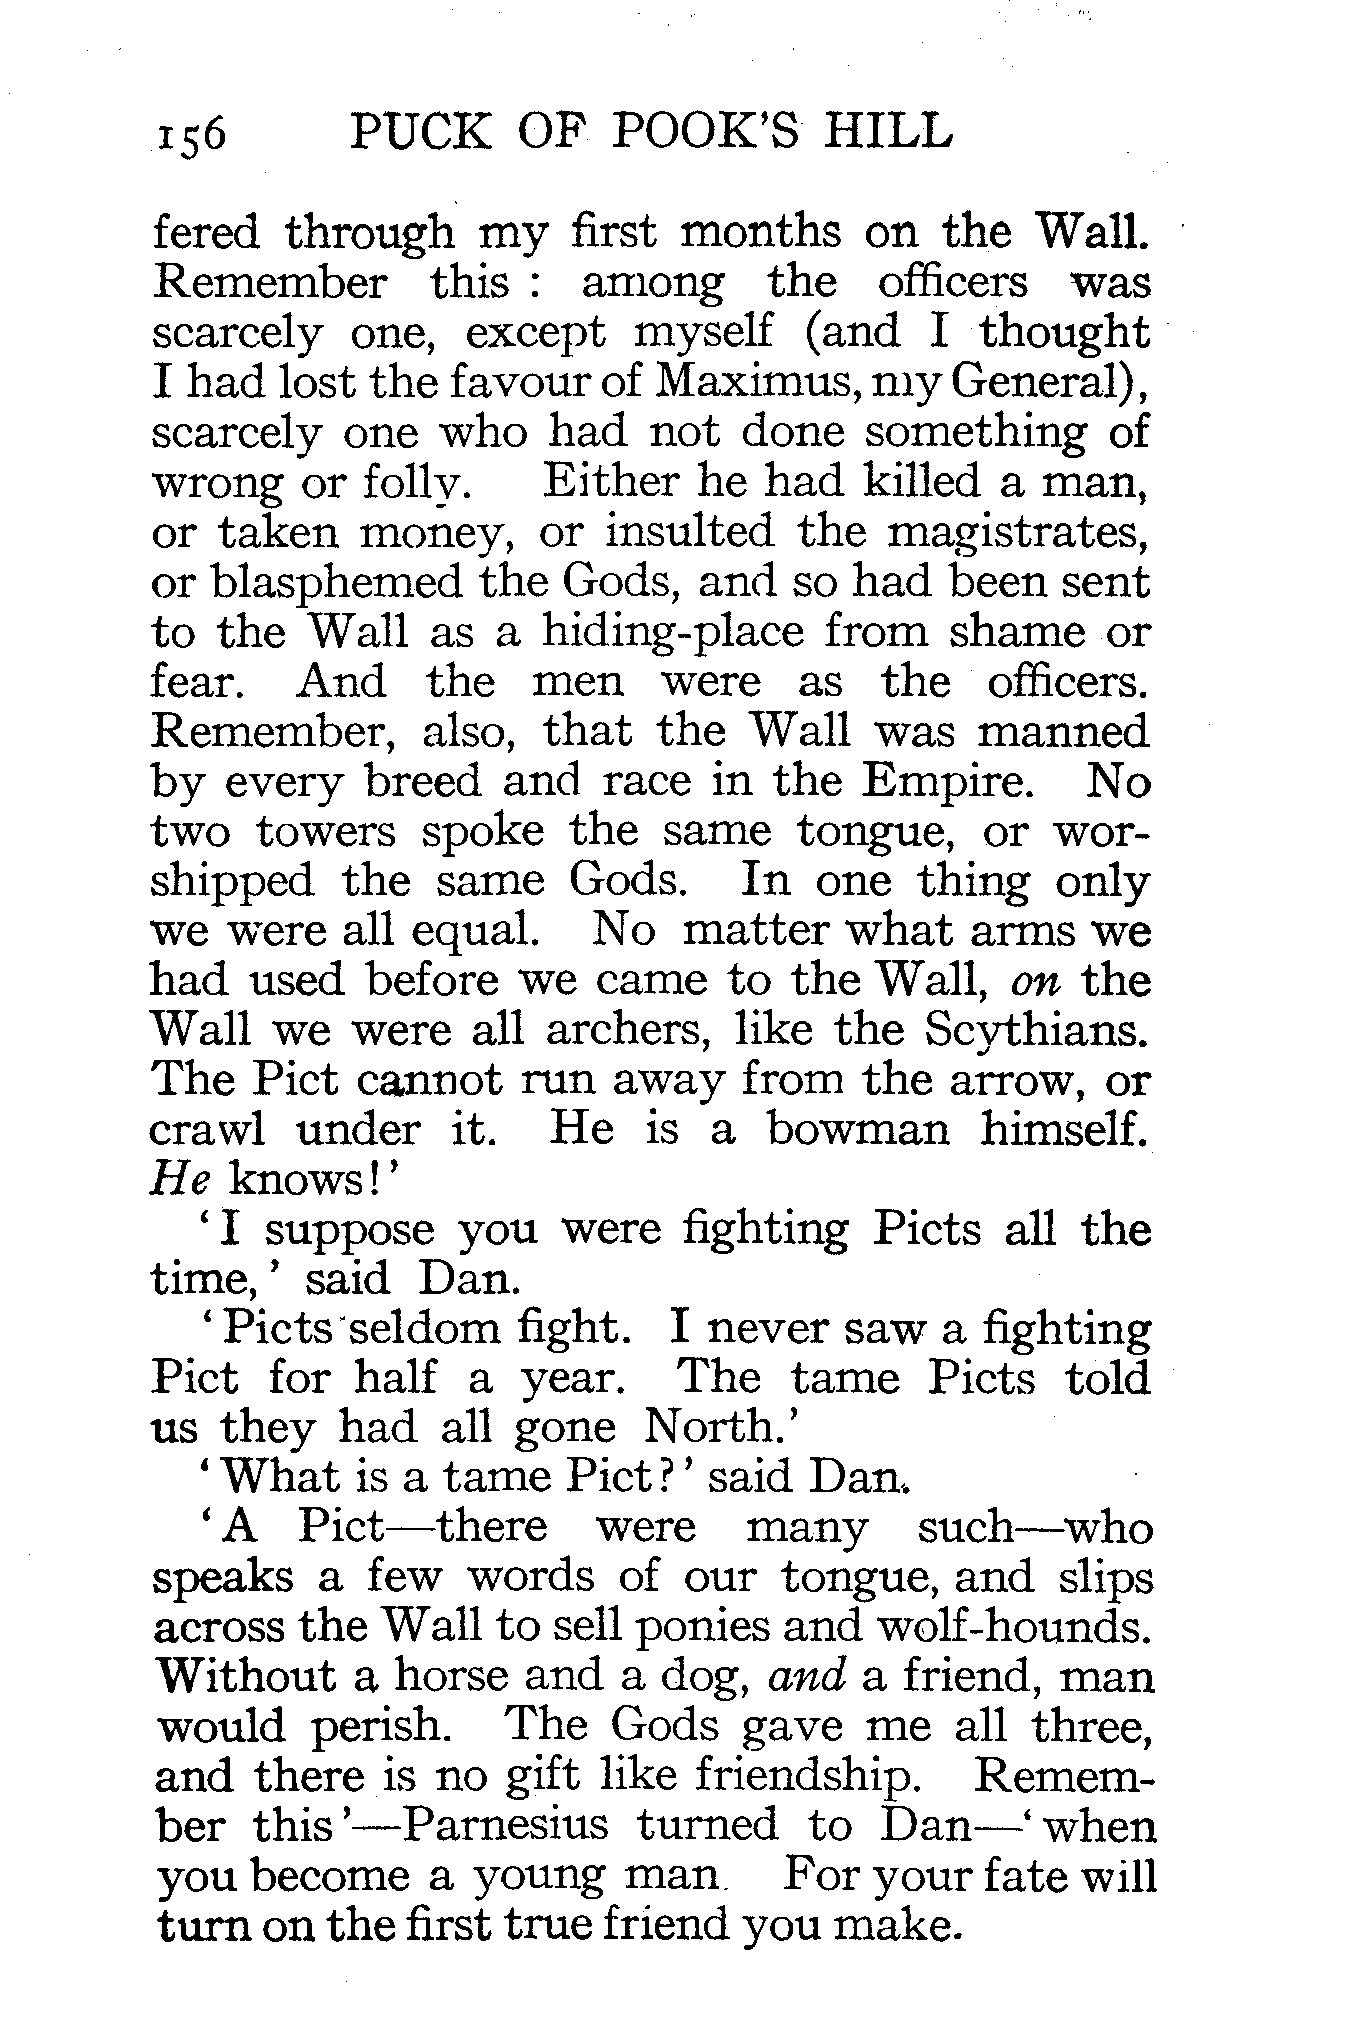 156 PUCK OF POOK'S HILL
fered through my first months on the Wall.
Remember this : among the officers was
scarcely one, except myself (and I thought
I had lost the favour of Maximus, my General),
scarcely one who had not done something of
wrong or folly. Either he had killed a man,
or taken money, or insulted the magistrates,
or blasphemed the Gods, and so had been sent
to the Wall as a hiding-place from shame or
fear. And the men were as the officers.
Remember, also, that the Wall was manned
by every breed and race in the Empire. No
two towers spoke the same tongue, or wor-
shipped the same Gods. In one thing only
we were all equal. No matter what arms we
had used before we came to the Wall, on the
Wall we were all archers, like the Scythians.
The Pict cannot run away from the arrow, or
crawl under it. He is a bowman himself.
He knows!'
'I suppose you were fighting Picts all the
time,' said Dan.
'Picts seldom fight. I never saw a fighting
Pict for half a year. The tame Picts told
us they had all gone North.'
'What is a tame Pict?' said Dan.
'A Pict—there were many such—who
speaks a few words of our tongue, and slips
across the Wall to sell ponies and wolf-hounds.
Without a horse and a dog, and a friend, man
would perish. The Gods gave me all three,
and there is no gift like friendship. Remem-
ber this'—Parnesius turned to Dan—'when
you become a young man. For your fate will
turn on the first true friend you make.